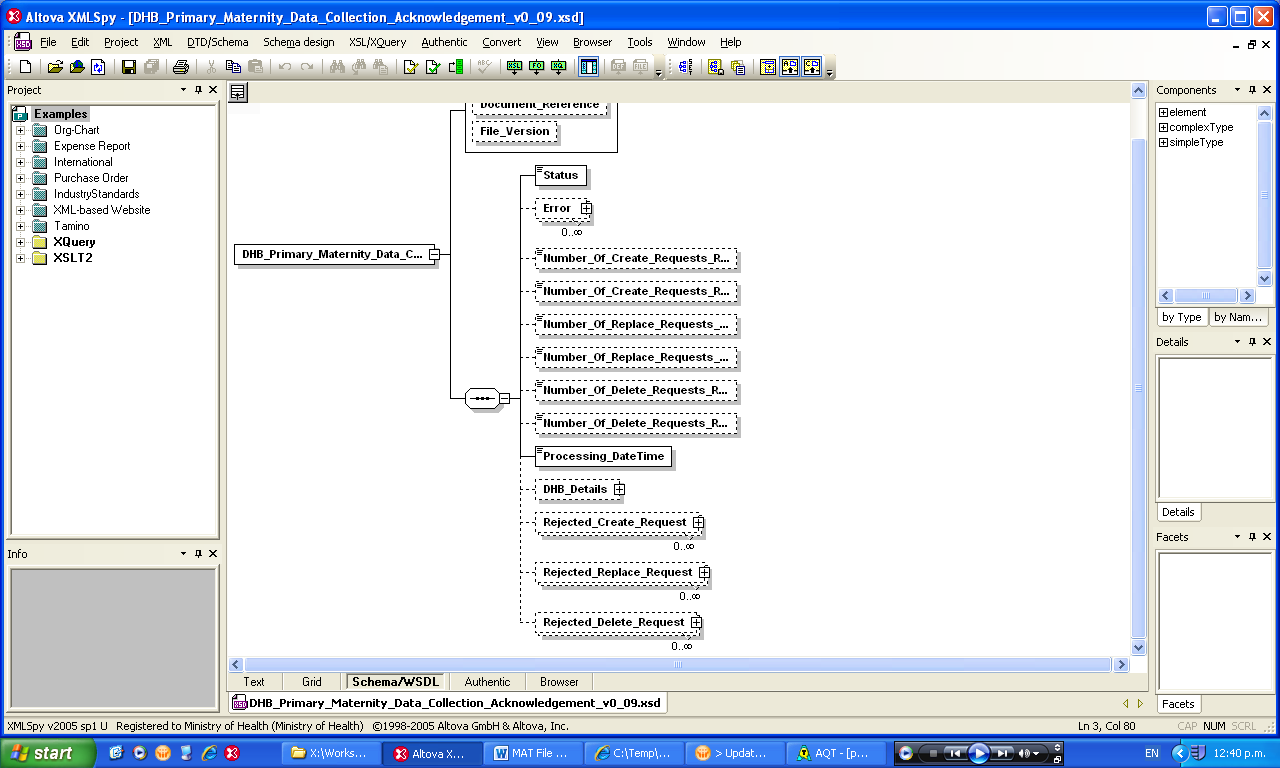 Altova XMLSpy - [DHB_Primary_Maternity_Data_Collection_Acknowledgement_v0_09.xsd]
File Edit Project XML DTD/Schema Schema design XSL/XQuery Authentic Convert View Browser Tools Window Help
Project
Examples
Org-Chart
Expense Report
International
Purchase Order
IndustryStandards
XML-based Website
Tamino
XQuery
XSLT2
Info
Document_Reference
File_Version
DHB_Primary_Maternity_Data_C...
Status
Error
0..∞
Number_Of_Create_Requests_R...
Number_Of_Create_Requests_R...
Number_Of_Replace_Requests_...
Number_Of_Replace_Requests_...
Number_Of_Delete_Requests_R...
Number_Of_Delete_Requests_R...
Processing_DateTime
DHB_Details
Rejected_Create_Request
0..∞
Rejected_Replace_Request
0..∞
Rejected_Delete_Request
0..∞
Text Grid Schema/WSDL Authentic Browser
DHB_Primary_Maternity_Data_Collection_Acknowledgement_v0_09.xsd
Components
element
complexType
simpleType
by Type by Nam...
Details
Details
Facets
Facets
XMLSpy v2005 sp1 U Registered to Ministry of Health (Ministry of Health) ©1998-2005 Altova GmbH & Altova, Inc. Ln 3, Col 80 CAP NUM SCRL
start X:\Works... Altova X... MAT File ... C:\Temp\... > Updat... AQT - [p... EN 12:40 p.m.